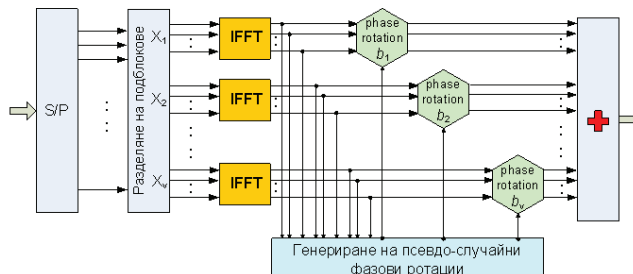 S/P
Разделяне на подблокове
X1
X2
Xv
IFFT
IFFT
IFFT
phase
rotation
b1
phase
rotation
b2
phase
rotation
bv
Генериране на псевдо-случайни
фазови ротации